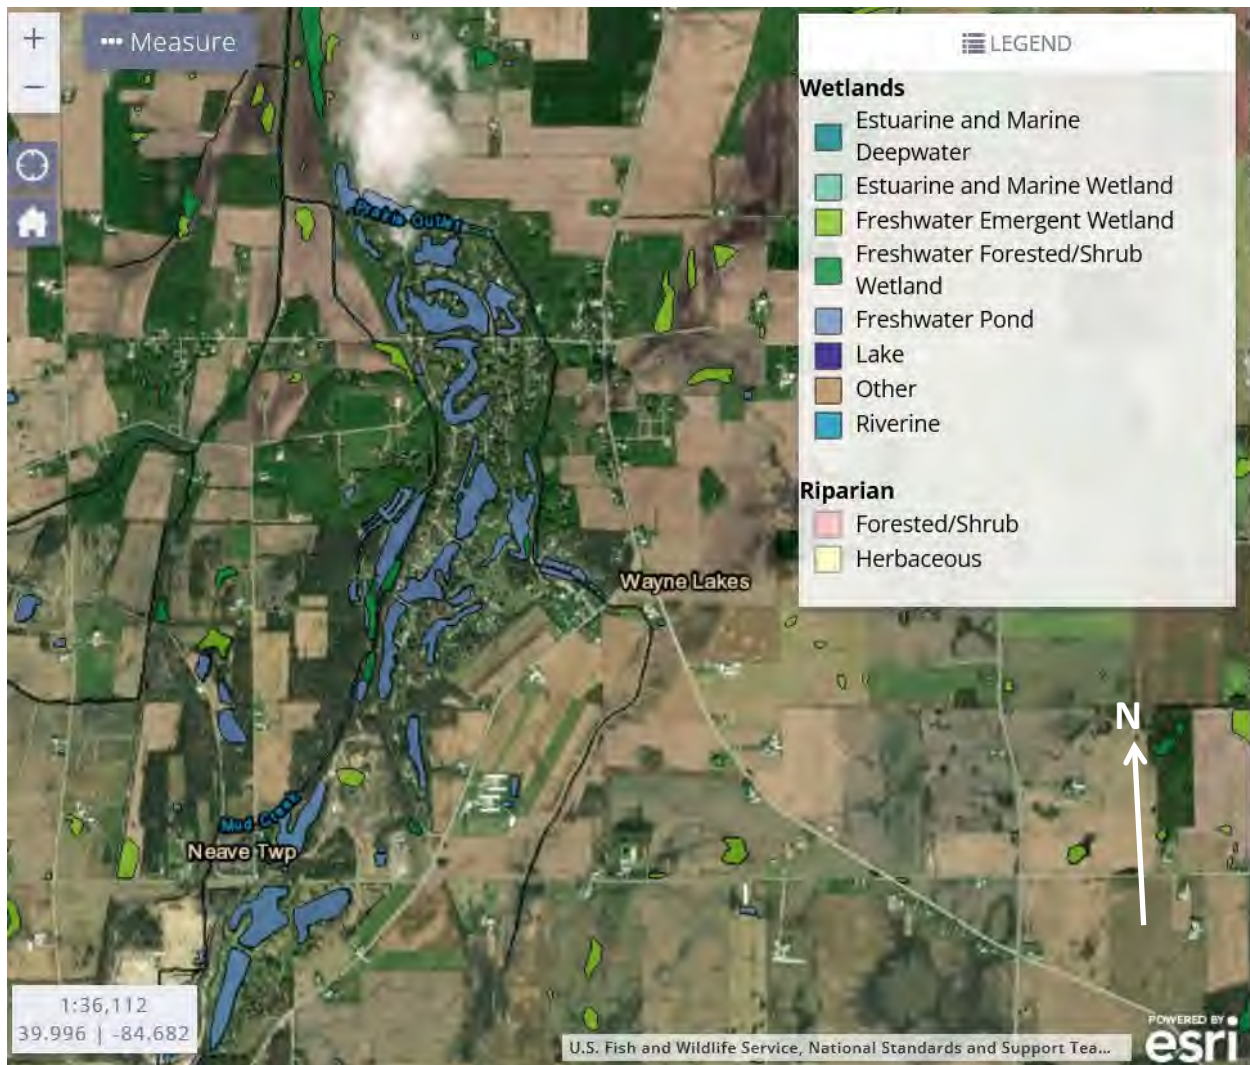 +
••• Measure
−
LEGEND
Wetlands
Estuarine and Marine
Deepwater
Estuarine and Marine Wetland
Freshwater Emergent Wetland
Freshwater Forested/Shrub
Wetland
Freshwater Pond
Lake
Other
Riverine
Riparian
Forested/Shrub
Herbaceous
Prairie Outlet
Wayne Lakes
N
Mud Creek
Neave Twp
1:36,112
39.996 | -84.682
U.S. Fish and Wildlife Service, National Standards and Support Tea...
POWERED BY
esri